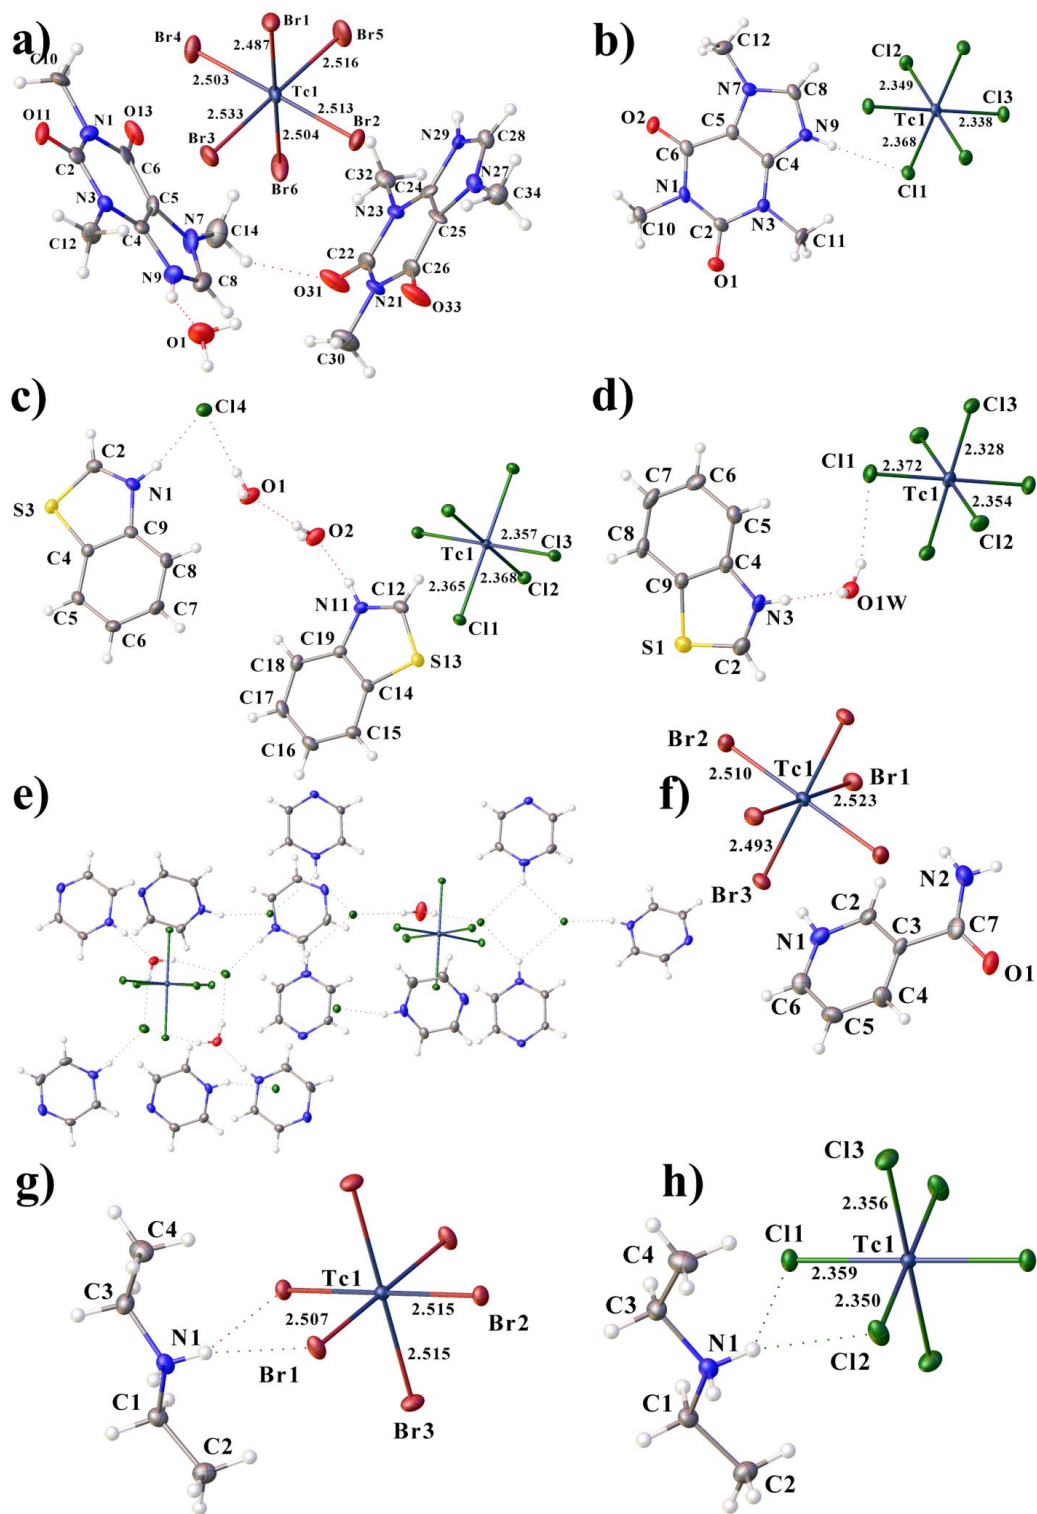 a)
Br1
Br4
Br5
2.487
2.516
2.503
Tc1
2.533
2.513
Br3
2.504
Br2
Br6
C10
O11
N1
O13
C2
C6
N3
C5
C12
C4
N7
C14
N9
C8
O1
N29
C28
C32
C24
N27
C34
N23
C25
C22
C26
O31
N21
O33
C30
b)
C12
Cl2
N7
C8
2.349
Cl3
O2
C5
N9
Tc1
2.338
C6
C4
2.368
N1
Cl1
C10
C2
N3
C11
O1
c)
Cl4
C2
N1
O1
S3
C9
O2
C4
C8
Tc1
2.357
Cl3
C5
C7
2.365
2.368
Cl2
C6
N11
C12
Cl1
C19
S13
C18
C14
C17
C15
C16
d)
Cl3
Cl1
2.328
C7
C6
2.372
Tc1
2.354
C5
C8
Cl2
C4
C9
O1W
N3
S1
C2
e)
f)
Br2
Tc1
2.510
Br1
2.523
2.493
Br3
N2
C2
C3
C7
N1
O1
C6
C4
C5
g)
C4
Tc1
C3
2.507
2.515
Br2
N1
Br1
2.515
C1
Br3
C2
h)
Cl3
2.356
C4
Cl1
Tc1
2.359
C3
2.350
N1
Cl2
C1
C2